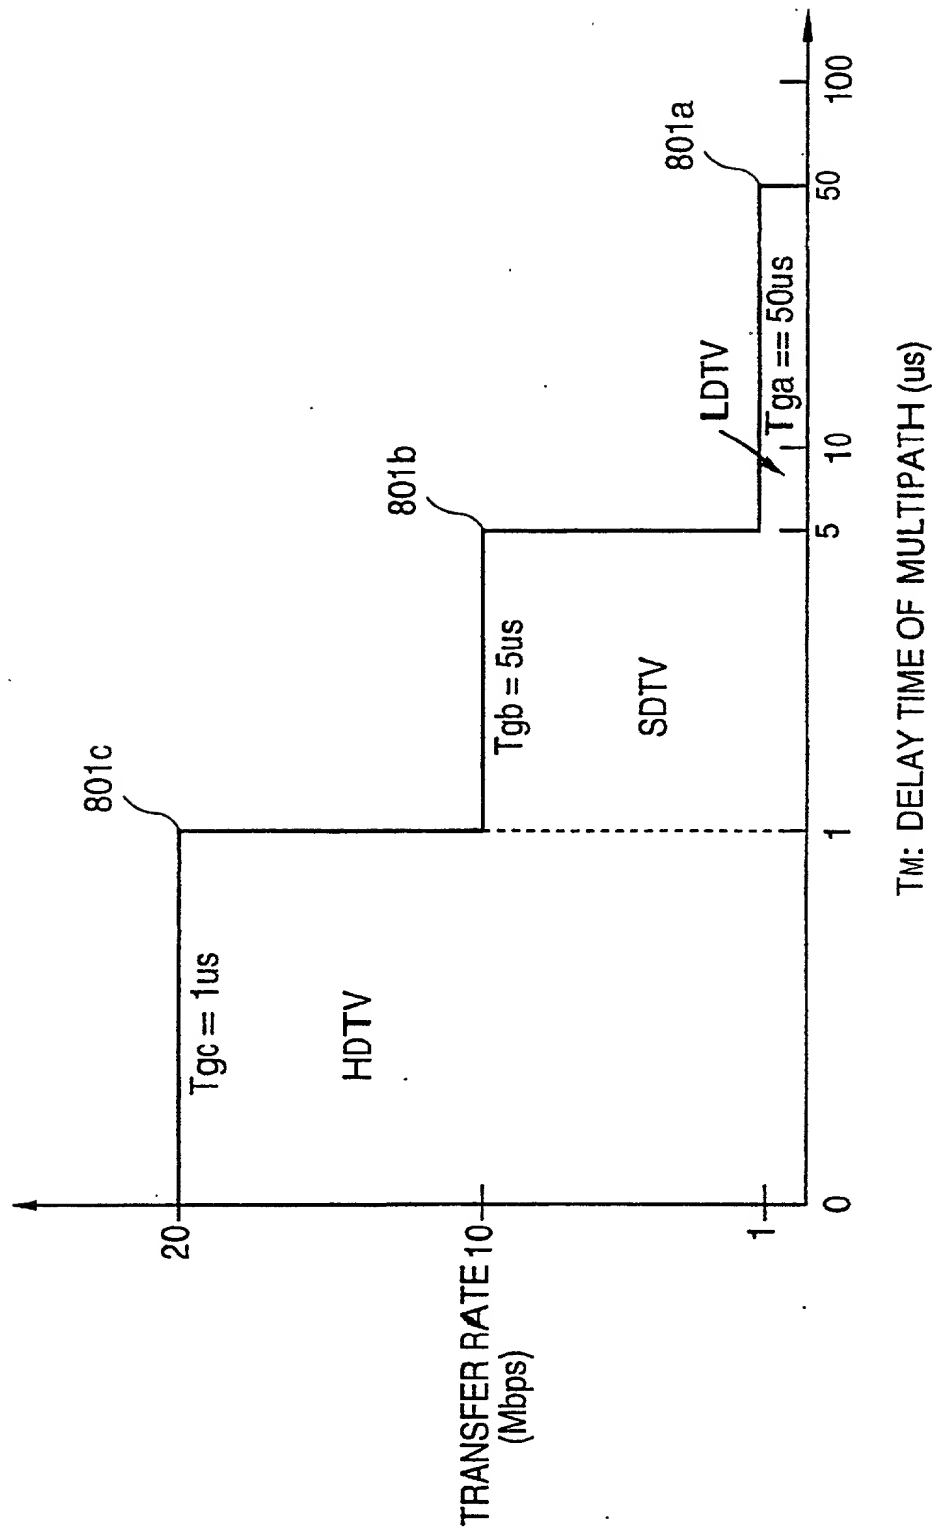 TRANSFER RATE
(Mbps)
20
10
1
801c
Tgc = 1us
HDTV
801b
Tgb = 5us
SDTV
801a
LDTV
Tga == 50us
0
1
5
10
50
100
TM: DELAY TIME OF MULTIPATH (us)